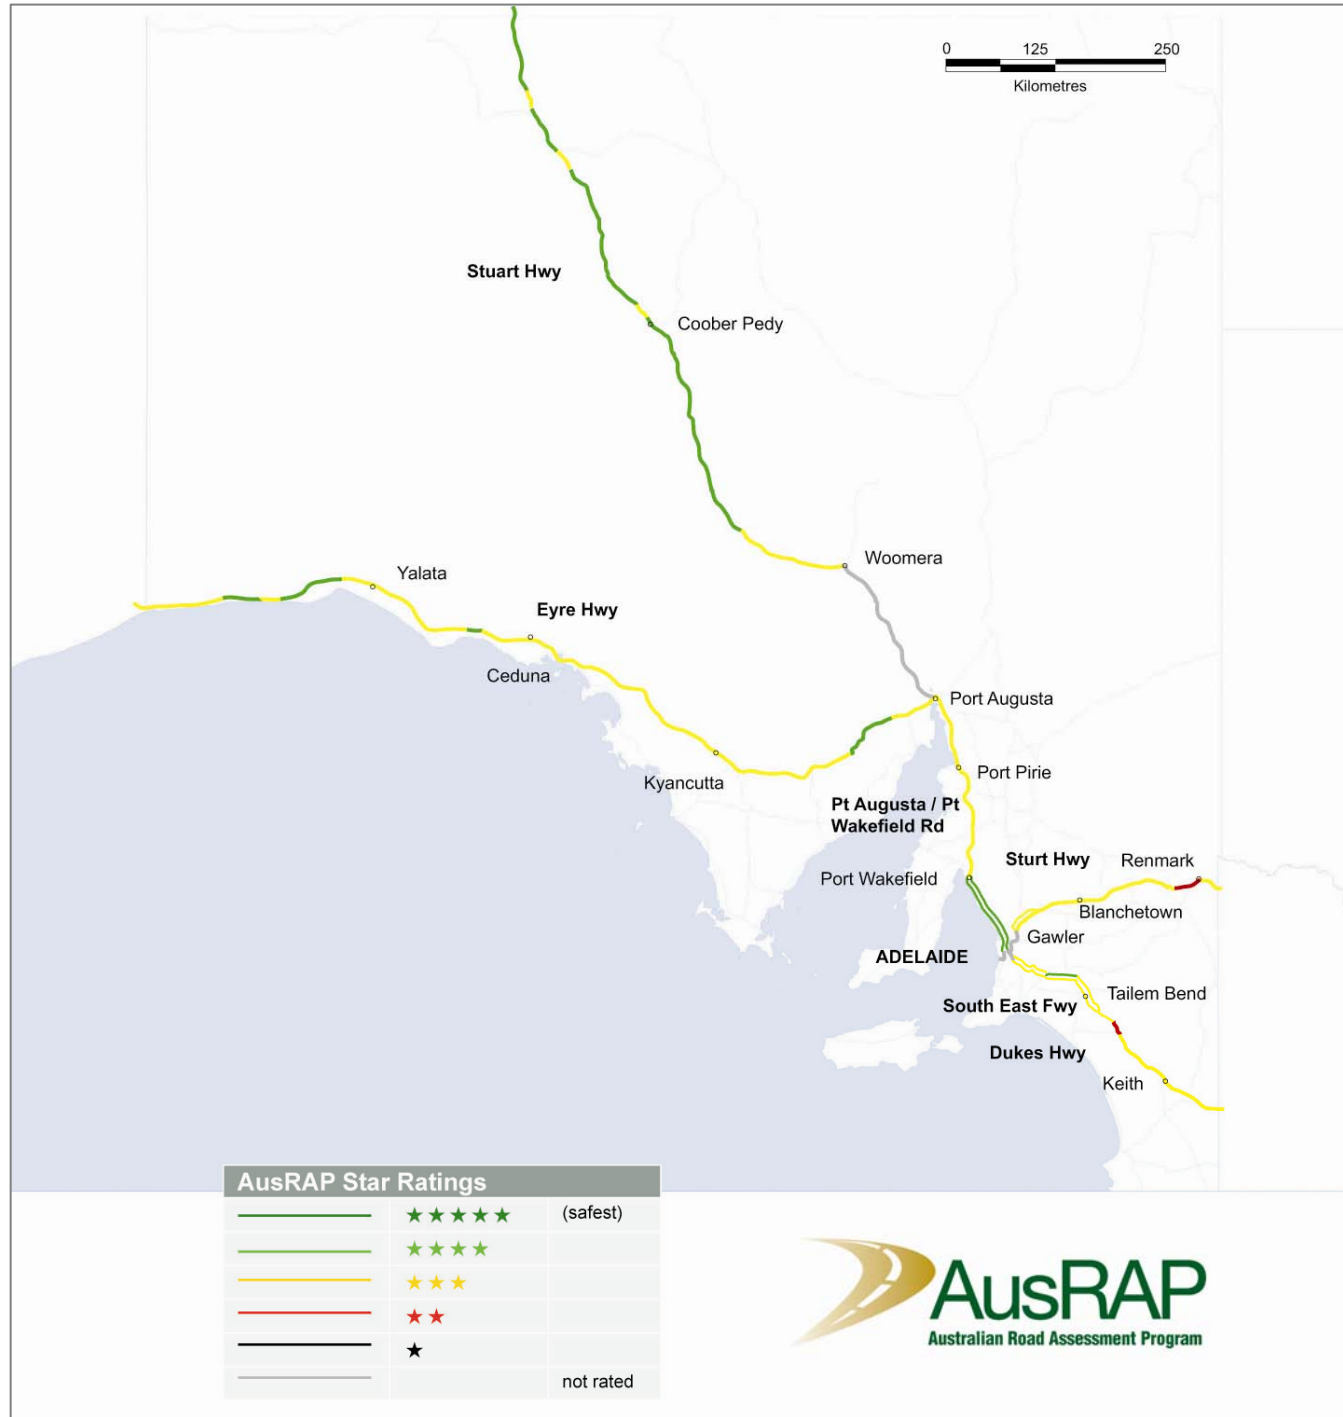 0 125 250
Kilometres
Stuart Hwy
Coober Pedy
Woomera
Yalata
Eyre Hwy
Ceduna
Port Augusta
Kyancutta
Port Pirie
Pt Augusta / Pt
Wakefield Rd
Sturt Hwy
Renmark
Port Wakefield
Blanchetown
Gawler
ADELAIDE
Tailem Bend
South East Fwy
Dukes Hwy
Keith
AusRAP Star Ratings
(safest)
not rated
AusRAP
Australian Road Assessment Program